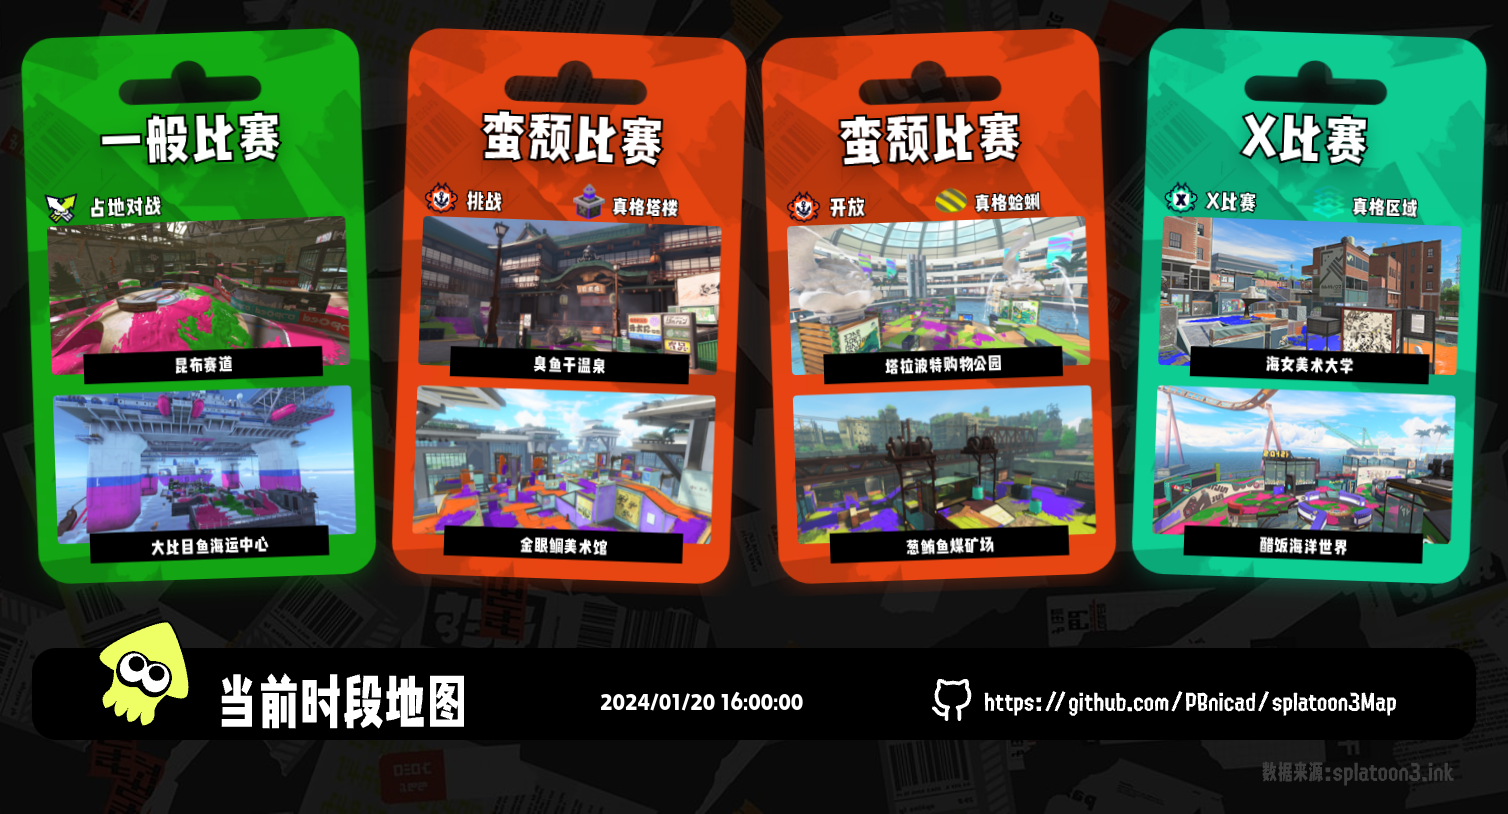 一般比赛
占地对战
昆布赛道
大比目鱼海运中心
蛮颓比赛
挑战
真格塔楼
臭鱼干温泉
金眼鲷美术馆
蛮颓比赛
开放
真格蛤蜊
塔拉波特购物公园
葱鲔鱼煤矿场
X比赛
X比赛
真格区域
海女美术大学
醋饭海洋世界
当前时段地图
2024/01/20 16:00:00
https://github.com/PBnicad/splatoon3Map
数据来源:splatoon3.ink